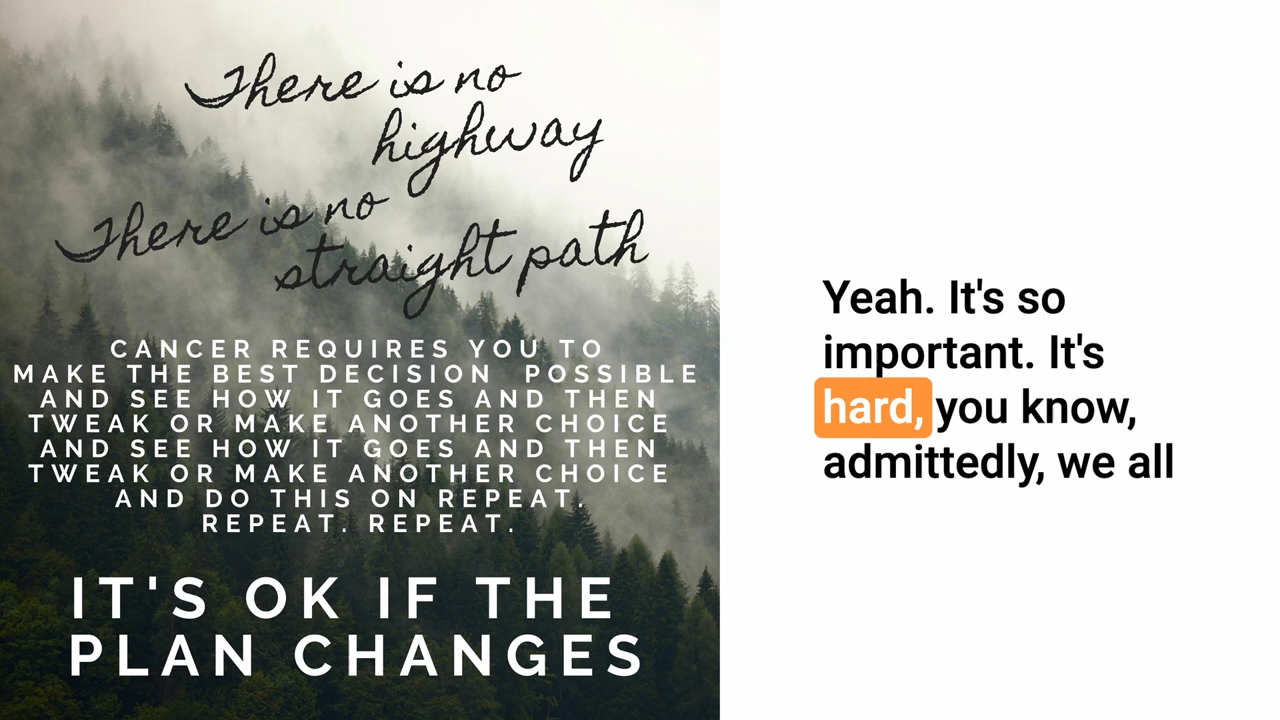 There is no
highway
There is no
straight path
CANCER REQUIRES YOU TO
MAKE THE BEST DECISION POSSIBLE
AND SEE HOW IT GOES AND THEN
TWEAK OR MAKE ANOTHER CHOICE
AND SEE HOW IT GOES AND THEN
TWEAK OR MAKE ANOTHER CHOICE
AND DO THIS ON REPEAT.
REPEAT. REPEAT.
IT'S OK IF THE
PLAN CHANGES
Yeah. It's so
important. It's
hard, you know,
admittedly, we all